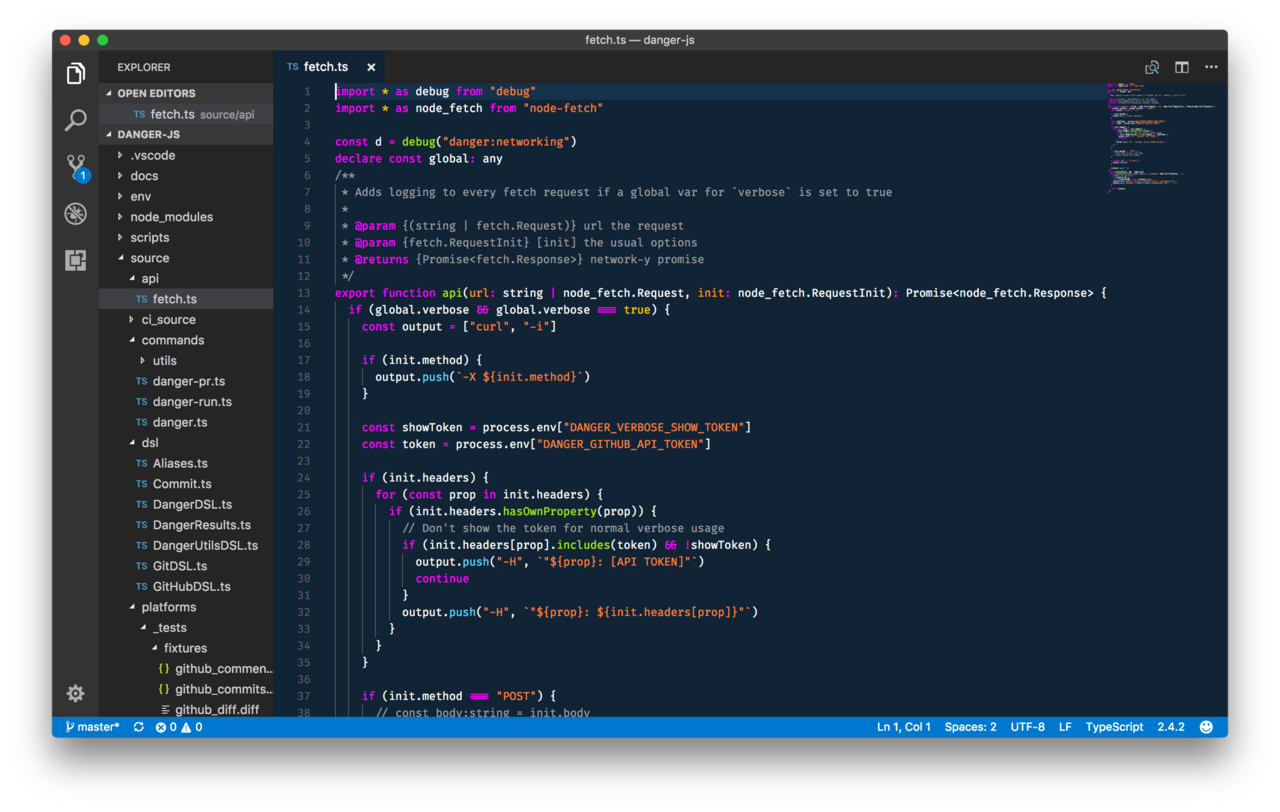 fetch.ts — danger-js
EXPLORER
OPEN EDITORS
TS fetch.ts source/api
DANGER-JS
.vscode
docs
env
node_modules
scripts
source
api
TS fetch.ts
ci_source
commands
utils
TS danger-pr.ts
TS danger-run.ts
TS danger.ts
dsl
TS Aliases.ts
TS Commit.ts
TS DangerDSL.ts
TS DangerResults.ts
TS DangerUtilsDSL.ts
TS GitDSL.ts
TS GitHubDSL.ts
platforms
_tests
fixtures
{} github_commen...
{} github_commits...
github_diff.diff
1
TS fetch.ts ×
1 import * as debug from "debug"
2 import * as node_fetch from "node-fetch"
3
4 const d = debug("danger:networking")
5 declare const global: any
6 /**
7 * Adds logging to every fetch request if a global var for `verbose` is set to true
8 *
9 * @param {(string | fetch.Request)} url the request
10 * @param {fetch.RequestInit} [init] the usual options
11 * @returns {Promise<fetch.Response>} network-y promise
12 */
13 export function api(url: string | node_fetch.Request, init: node_fetch.RequestInit): Promise<node_fetch.Response> {
14 if (global.verbose && global.verbose === true) {
15 const output = ["curl", "-i"]
16
17 if (init.method) {
18 output.push(`-X ${init.method}`)
19 }
20
21 const showToken = process.env["DANGER_VERBOSE_SHOW_TOKEN"]
22 const token = process.env["DANGER_GITHUB_API_TOKEN"]
23
24 if (init.headers) {
25 for (const prop in init.headers) {
26 if (init.headers.hasOwnProperty(prop)) {
27 // Don't show the token for normal verbose usage
28 if (init.headers[prop].includes(token) && !showToken) {
29 output.push("-H", `"${prop}: [API TOKEN]"`)
30 continue
31 }
32 output.push("-H", `"${prop}: ${init.headers[prop]}"`)
33 }
34 }
35 }
36
37 if (init.method === "POST") {
38 // const body:string = init.body
master* 0 0 Ln 1, Col 1 Spaces: 2 UTF-8 LF TypeScript 2.4.2